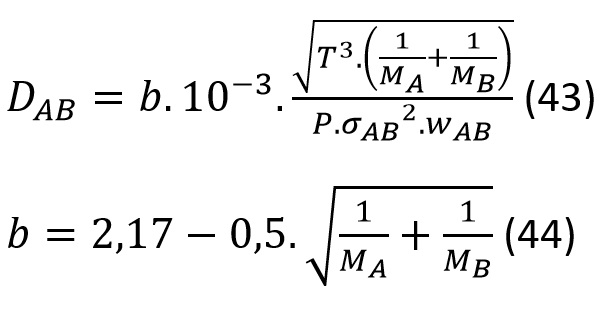 D_AB = b. 10^−3. √(T^3.(1/M_A + 1/M_B)) / (P.σ_AB^2.w_AB) (43)
b = 2,17 − 0,5. √(1/M_A + 1/M_B) (44)